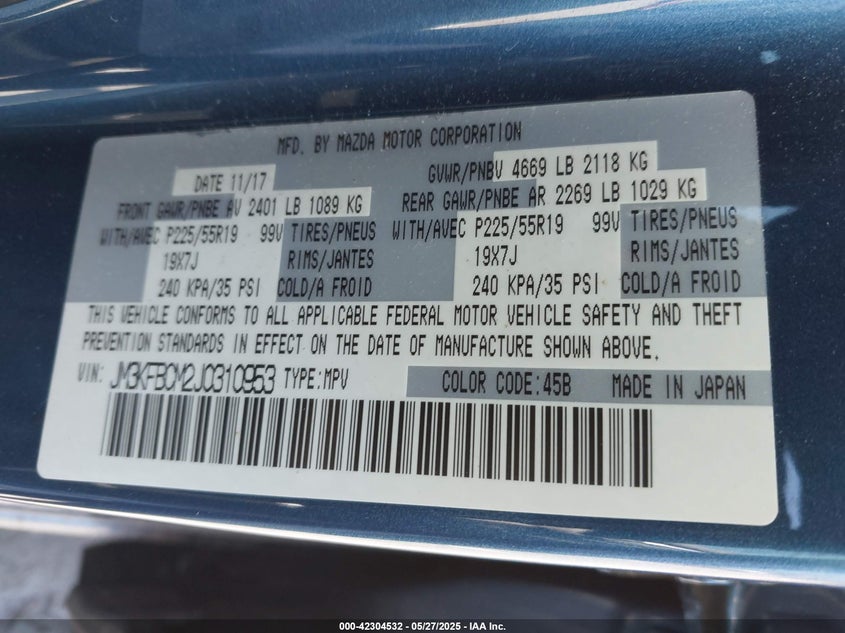 MFD. BY MAZDA MOTOR CORPORATION
DATE 11/17 GVWR/PNBV 4669 LB 2118 KG
FRONT GAWR/PNBE AV 2401 LB 1089 KG REAR GAWR/PNBE AR 2269 LB 1029 KG
WITH/AVEC P225/55R19 99V TIRES/PNEUS WITH/AVEC P225/55R19 99V TIRES/PNEUS
19X7J RIMS/JANTES 19X7J RIMS/JANTES
240 KPA/35 PSI COLD/A FROID 240 KPA/35 PSI COLD/A FROID
THIS VEHICLE CONFORMS TO ALL APPLICABLE FEDERAL MOTOR VEHICLE SAFETY AND THEFT
PREVENTION STANDARDS IN EFFECT ON THE DATE OF MANUFACTURE SHOWN ABOVE.
VIN: JM3KFBCM2J0310953 TYPE:MPV COLOR CODE:45B MADE IN JAPAN
000-42304532 - 05/27/2025 - IAA Inc.